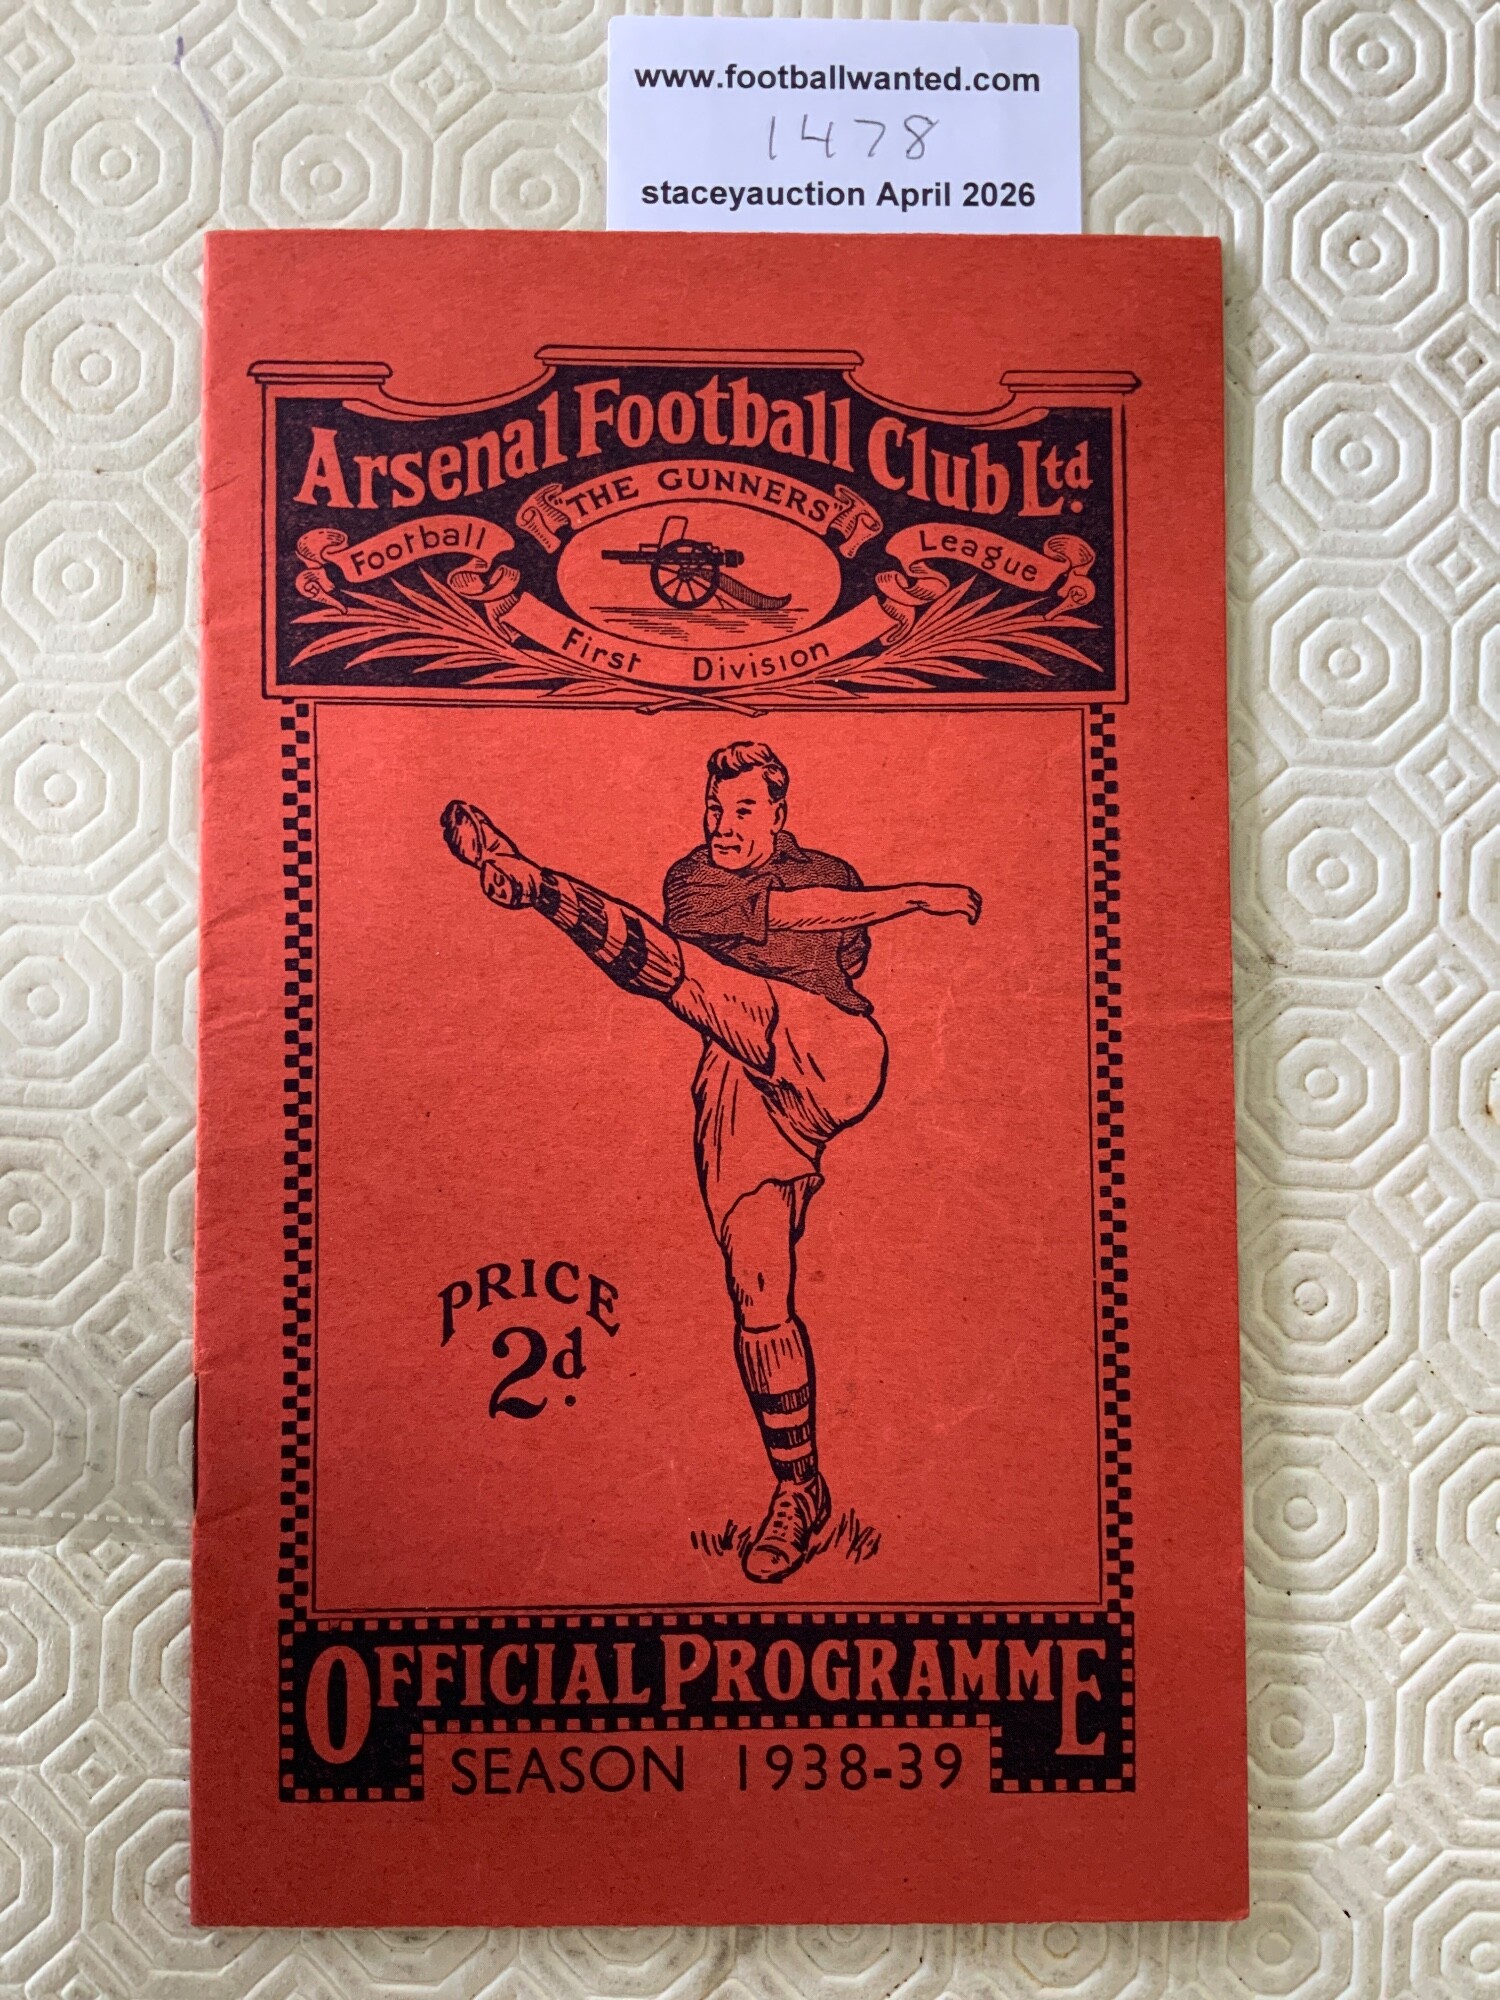 www.footballwanted.com
1478
staceyauction April 2026
Arsenal Football Club Ltd.
"THE GUNNERS"
Football League
First Division
PRICE
2d.
OFFICIAL PROGRAMME
SEASON 1938-39